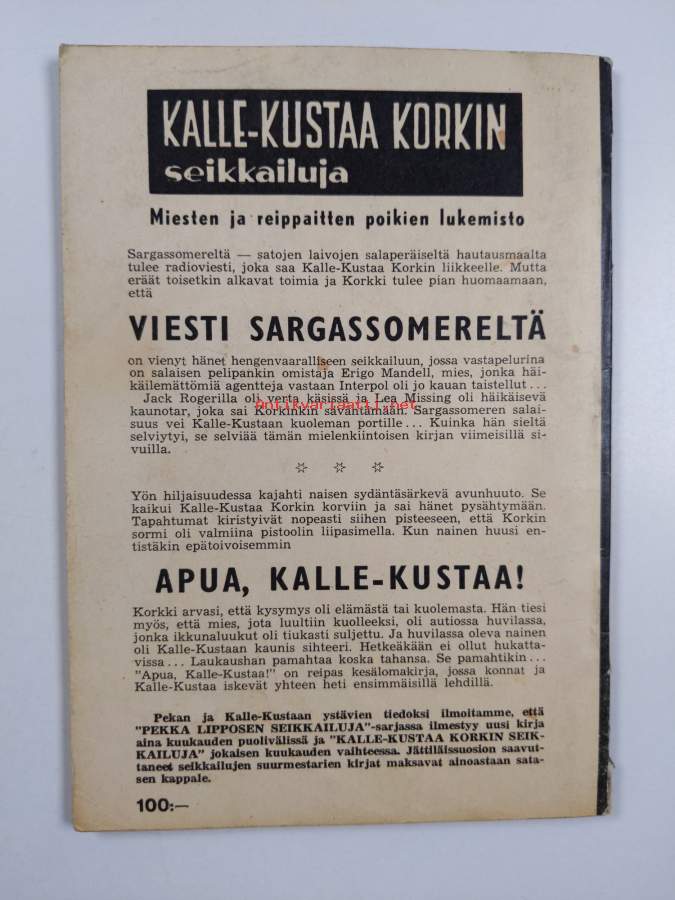 KALLE-KUSTAA KORKIN
seikkailuja
Miesten ja reippaitten poikien lukemisto
Sargassomereltä — satojen laivojen salaperäiseltä hautausmaalta
tulee radioviesti, joka saa Kalle-Kustaa Korkin liikkeelle. Mutta
eräät toisetkin alkavat toimia ja Korkki tulee pian huomaamaan,
että
VIESTI SARGASSOMERELTÄ
on vienyt hänet hengenvaaralliseen seikkailuun, jossa vastapelurina
on salaisen pelipankin omistaja Erigo Mandell, mies, jonka häi-
käilemättömiä agentteja vastaan Interpol oli jo kauan taistellut...
Jack Rogerilla oli verta käsissä ja Lea Missing oli häikäisevä
antikvariaatti.net
kaunotar, joka sai Korkinkin savahtamaan. Sargassomeren salai-
suus vei Kalle-Kustaan kuoleman portille... Kuinka hän sieltä
selviytyi, se selviää tämän mielenkiintoisen kirjan viimeisillä si-
vuilla.
☆ ☆ ☆
Yön hiljaisuudessa kajahti naisen sydäntäsärkevä avunhuuto. Se
kaikui Kalle-Kustaa Korkin korviin ja sai hänet pysähtymään.
Tapahtumat kiristyivät nopeasti siihen pisteeseen, että Korkin
sormi oli valmiina pistoolin liipasimella. Kun nainen huusi en-
tistäkin epätoivoisemmin
APUA, KALLE-KUSTAA!
Korkki arvasi, että kysymys oli elämästä tai kuolemasta. Hän tiesi
myös, että mies, jota luultiin kuolleeksi, oli autiossa huvilassa,
jonka ikkunaluukut oli tiukasti suljettu. Ja huvilassa oleva nainen
oli Kalle-Kustaan kaunis sihteeri. Hetkeäkään ei ollut hukatta-
vissa... Laukaushan pamahtaa koska tahansa. Se pamahtikin...
"Apua, Kalle-Kustaa!" on reipas kesälomakirja, jossa konnat ja
Kalle-Kustaa iskevät yhteen heti ensimmäisillä lehdillä.
Pekan ja Kalle-Kustaan ystävien tiedoksi ilmoitamme, että
"PEKKA LIPPOSEN SEIKKAILUJA"-sarjassa ilmestyy uusi kirja
aina kuukauden puolivälissä ja "KALLE-KUSTAA KORKIN SEIK-
KAILUJA" jokaisen kuukauden vaihteessa. Jättiläissuosion saavut-
taneet seikkailujen suurmestarien kirjat maksavat ainoastaan sata-
sen kappale.
100:—